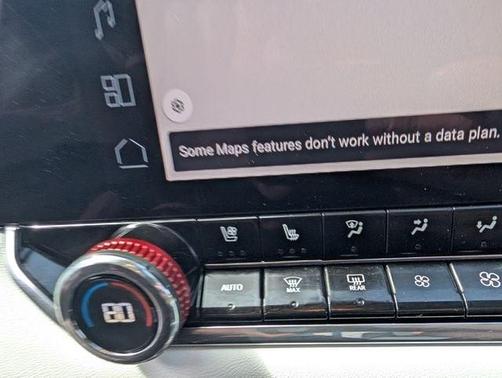 Some Maps features don't work without a data plan.
AUTO
MAX
REAR
80